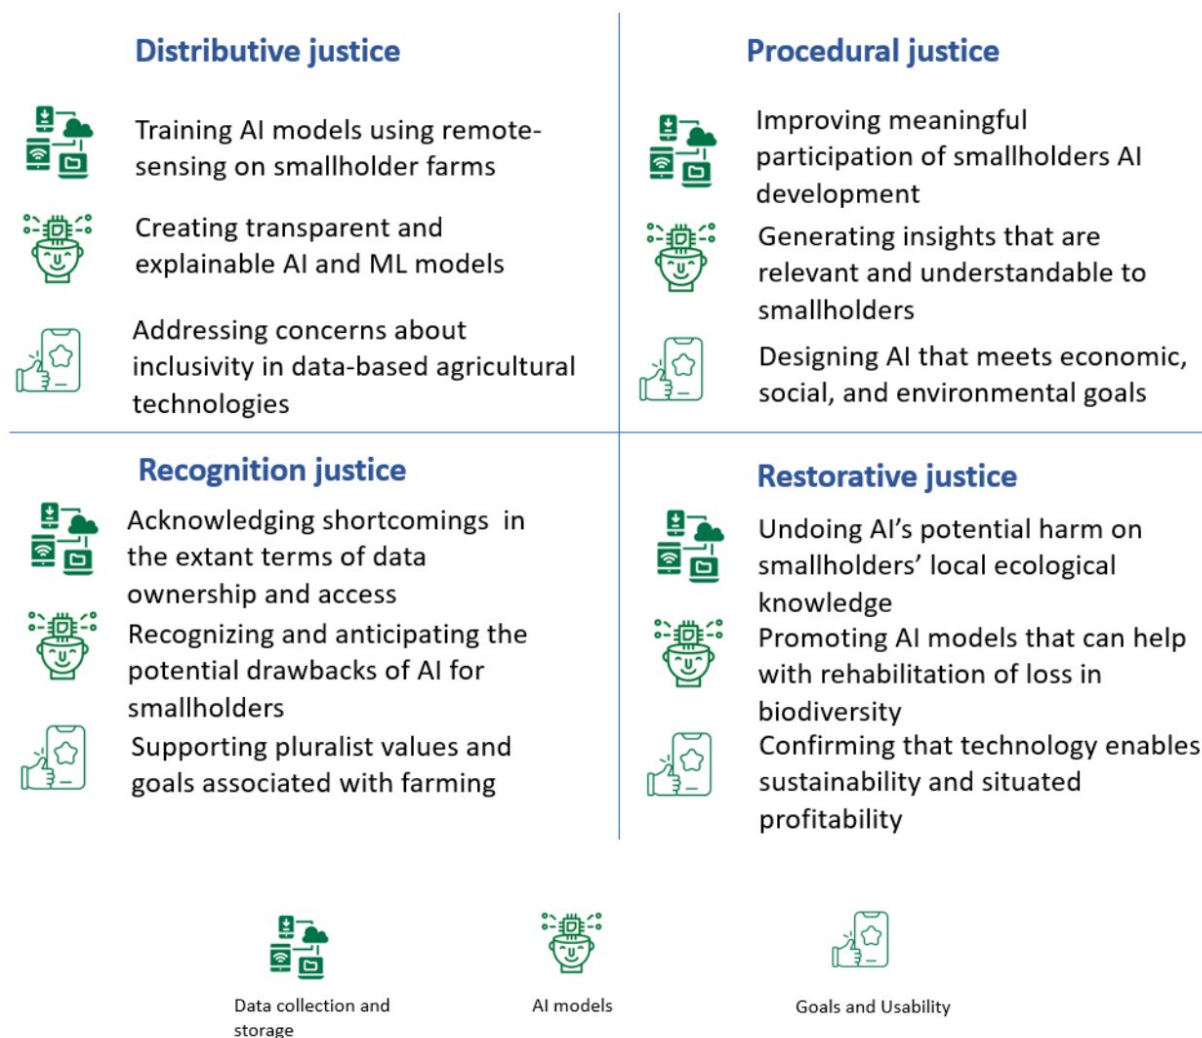 Distributive justice
Training AI models using remote-
sensing on smallholder farms
Creating transparent and
explainable AI and ML models
Addressing concerns about
inclusivity in data-based agricultural
technologies
Procedural justice
Improving meaningful
participation of smallholders AI
development
Generating insights that are
relevant and understandable to
smallholders
Designing AI that meets economic,
social, and environmental goals
Recognition justice
Acknowledging shortcomings in
the extant terms of data
ownership and access
Recognizing and anticipating the
potential drawbacks of AI for
smallholders
Supporting pluralist values and
goals associated with farming
Restorative justice
Undoing AI’s potential harm on
smallholders’ local ecological
knowledge
Promoting AI models that can help
with rehabilitation of loss in
biodiversity
Confirming that technology enables
sustainability and situated
profitability
Data collection and
storage
AI models
Goals and Usability